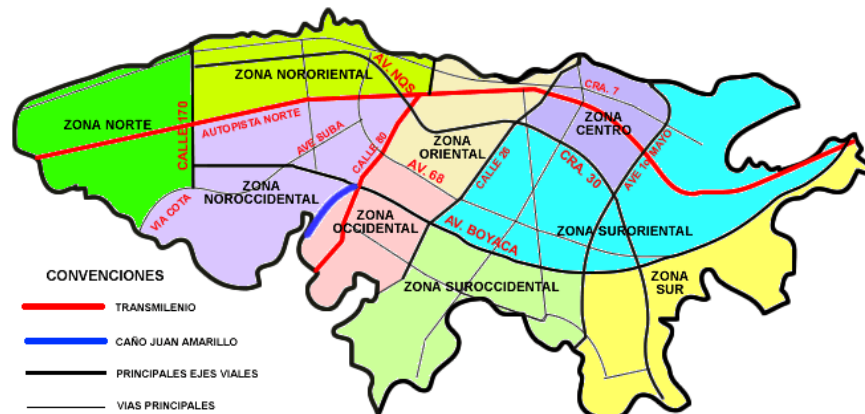 ZONA NORTE
CALLE 170
ZONA NORORIENTAL
AUTOPISTA NORTE
AV. NQS
AVE SUBA
CALLE 80
VIA COTA
ZONA
NOROCCIDENTAL
ZONA
OCCIDENTAL
ZONA
ORIENTAL
AV. 68
CALLE 26
CRA. 7
ZONA
CENTRO
CRA. 30
AVE 1o. MAYO
AV. BOYACA
ZONA SURORIENTAL
ZONA SUROCCIDENTAL
ZONA
SUR
CONVENCIONES
TRANSMILENIO
CAÑO JUAN AMARILLO
PRINCIPALES EJES VIALES
VIAS PRINCIPALES